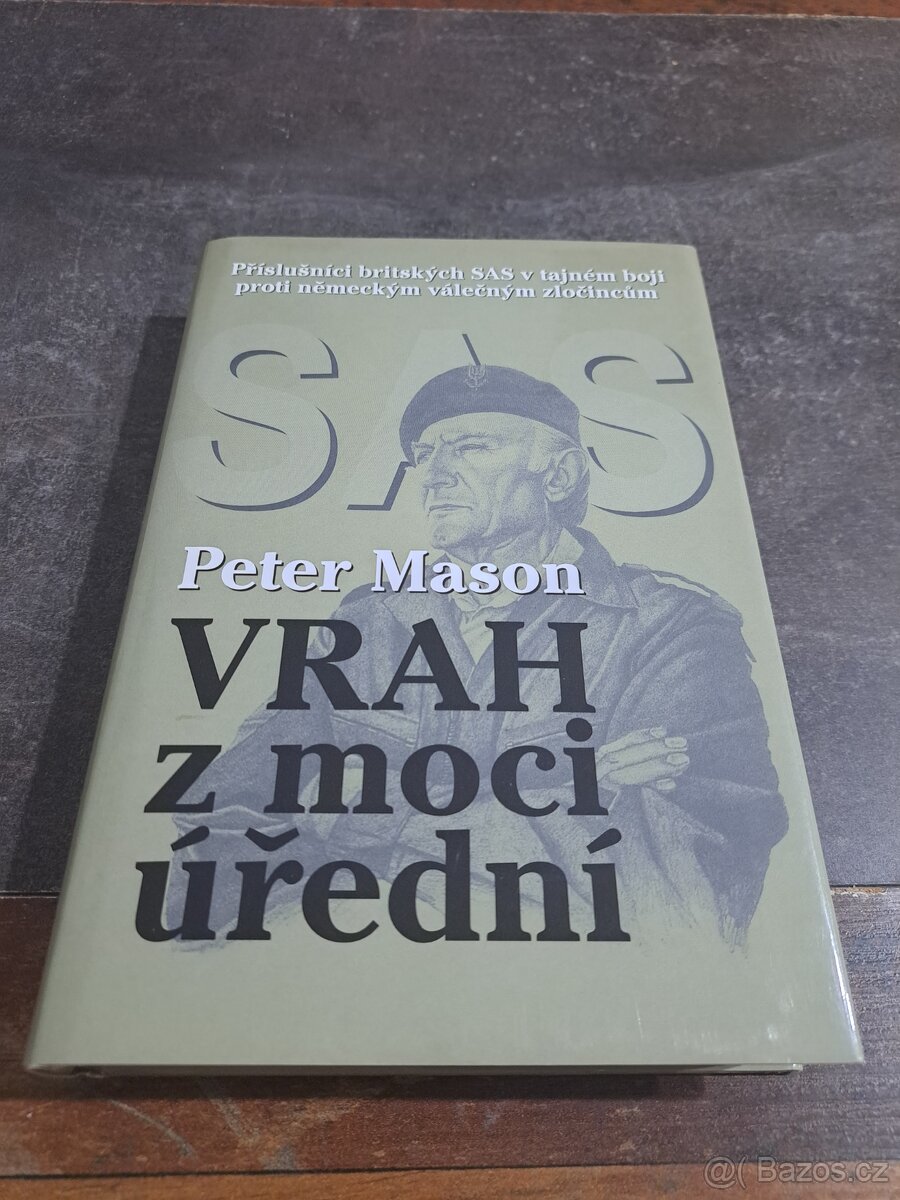 Příslušníci britských SAS v tajném boji
proti německým válečným zločincům
SAS
Peter Mason
VRAH
z moci
úřední
@( Bazos.cz